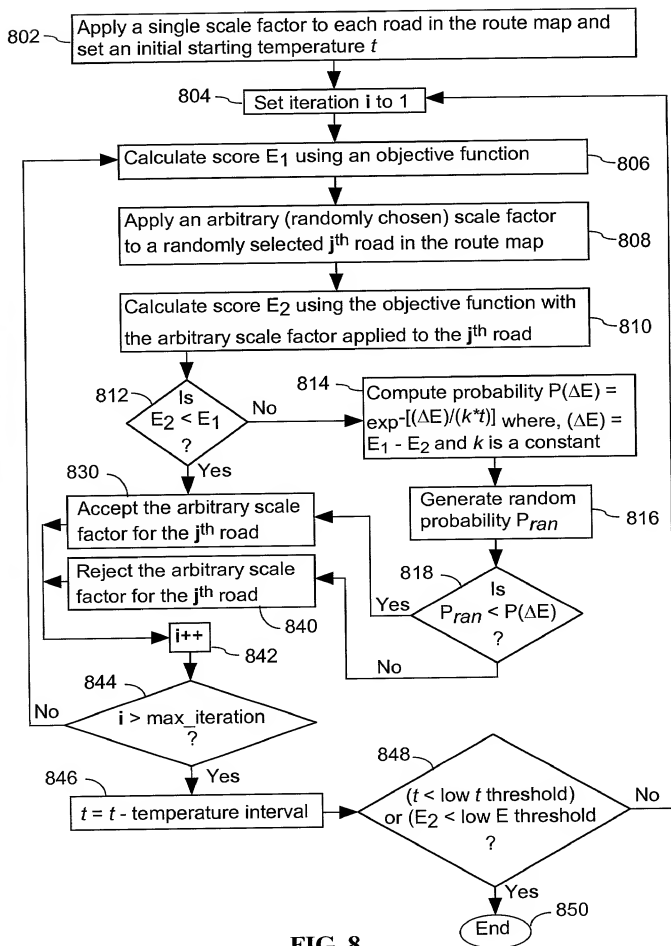 802
Apply a single scale factor to each road in the route map and
set an initial starting temperature t
804
Set iteration i to 1
Calculate score E1 using an objective function
806
Apply an arbitrary (randomly chosen) scale factor
to a randomly selected jth road in the route map
808
Calculate score E2 using the objective function with
the arbitrary scale factor applied to the jth road
810
812
Is
E2 < E1
?
No
Yes
814
Compute probability P(ΔE) =
exp-[(ΔE)/(k*t)] where, (ΔE) =
E1 - E2 and k is a constant
Generate random
probability Pran
816
818
Is
Pran < P(ΔE)
?
Yes
No
830
Accept the arbitrary scale
factor for the jth road
Reject the arbitrary scale
factor for the jth road
840
i++
842
844
i > max_iteration
?
No
Yes
846
t = t - temperature interval
848
(t < low t threshold)
or (E2 < low E threshold
?
No
Yes
End
850
FIG. 8